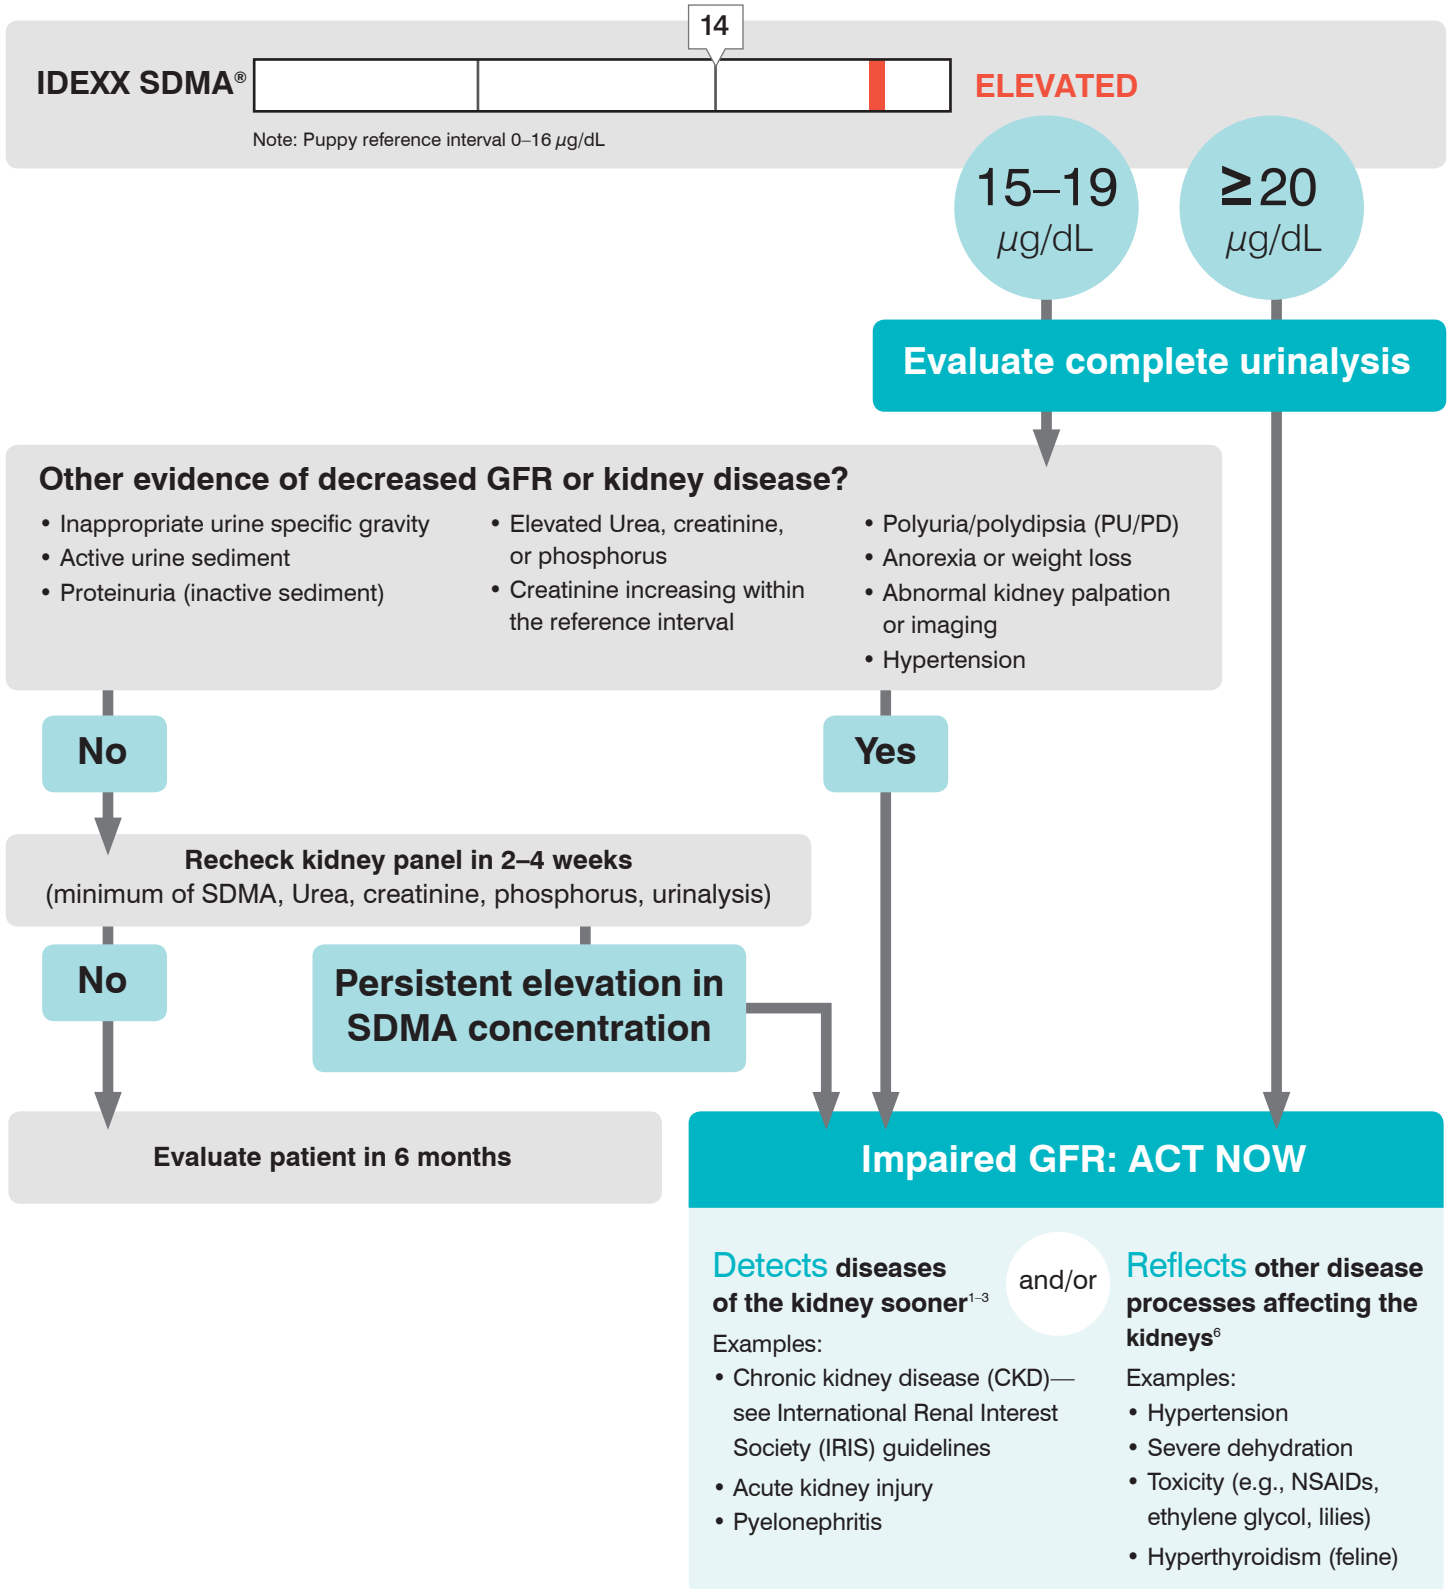 14
IDEXX SDMA®
ELEVATED
Note: Puppy reference interval 0–16 µg/dL
15–19
µg/dL
≥20
µg/dL
Evaluate complete urinalysis
Other evidence of decreased GFR or kidney disease?
• Inappropriate urine specific gravity
• Active urine sediment
• Proteinuria (inactive sediment)
• Elevated Urea, creatinine,
or phosphorus
• Creatinine increasing within
the reference interval
• Polyuria/polydipsia (PU/PD)
• Anorexia or weight loss
• Abnormal kidney palpation
or imaging
• Hypertension
No
Yes
Recheck kidney panel in 2–4 weeks
(minimum of SDMA, Urea, creatinine, phosphorus, urinalysis)
No
Persistent elevation in
SDMA concentration
Evaluate patient in 6 months
Impaired GFR: ACT NOW
Detects diseases
of the kidney sooner1–3
Examples:
• Chronic kidney disease (CKD)—
see International Renal Interest
Society (IRIS) guidelines
• Acute kidney injury
• Pyelonephritis
and/or
Reflects other disease
processes affecting the
kidneys6
Examples:
• Hypertension
• Severe dehydration
• Toxicity (e.g., NSAIDs,
ethylene glycol, lilies)
• Hyperthyroidism (feline)